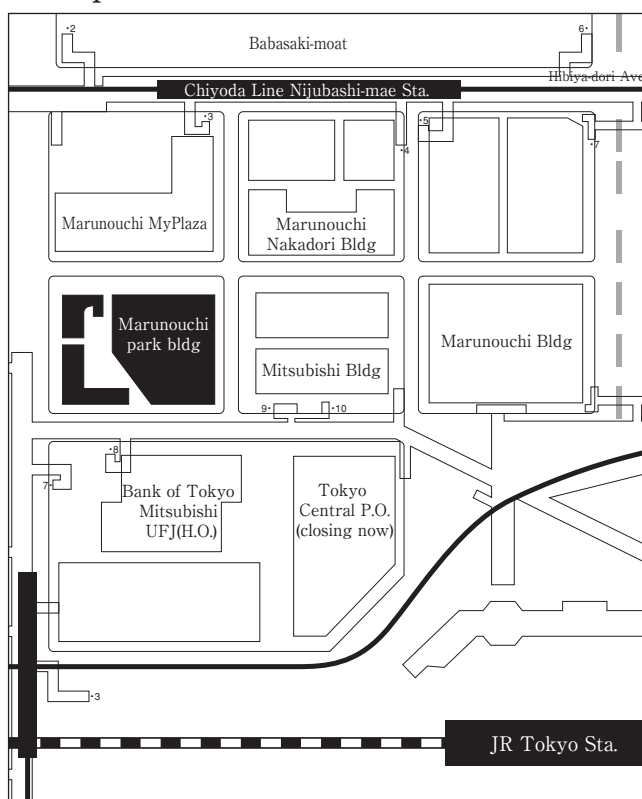 ·2
6·
Babasaki-moat
Hibiya-dori Ave
Chiyoda Line Nijubashi-mae Sta.
·3
·5
·4
·7
Marunouchi MyPlaza
Marunouchi
Nakadori Bldg
Marunouchi
park bldg
Marunouchi Bldg
Mitsubishi Bldg
9·
·10
·8
7·
Bank of Tokyo
Mitsubishi
UFJ(H.O.)
Tokyo
Central P.O.
(closing now)
·3
JR Tokyo Sta.